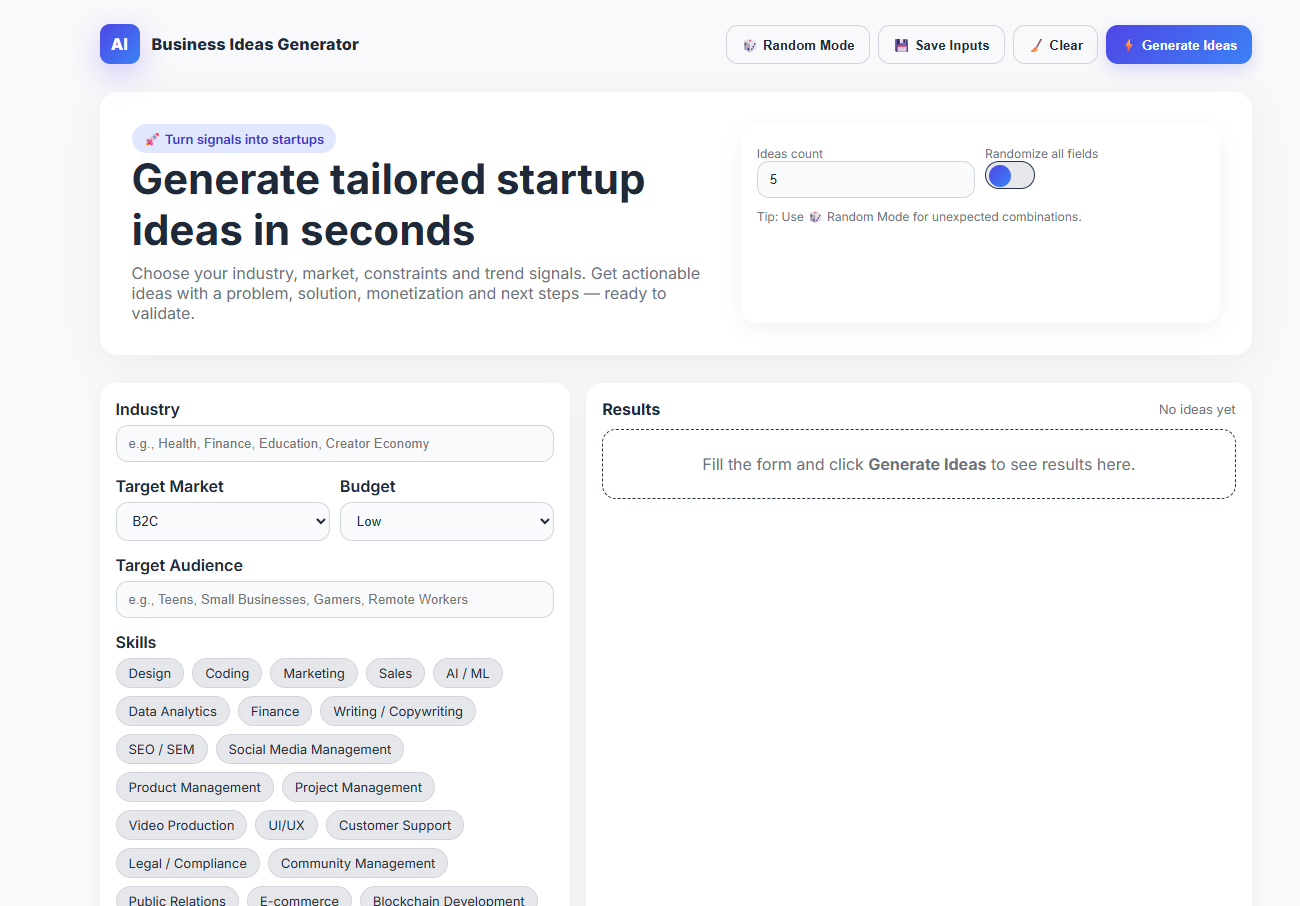 AI Business Ideas Generator
🎲 Random Mode
💾 Save Inputs
🧹 Clear
⚡ Generate Ideas
🚀 Turn signals into startups
Generate tailored startup
ideas in seconds
Choose your industry, market, constraints and trend signals. Get actionable
ideas with a problem, solution, monetization and next steps — ready to
validate.
Ideas count
5
Randomize all fields
Tip: Use 🎲 Random Mode for unexpected combinations.
Industry
e.g., Health, Finance, Education, Creator Economy
Target Market
B2C
Budget
Low
Target Audience
e.g., Teens, Small Businesses, Gamers, Remote Workers
Skills
Design
Coding
Marketing
Sales
AI / ML
Data Analytics
Finance
Writing / Copywriting
SEO / SEM
Social Media Management
Product Management
Project Management
Video Production
UI/UX
Customer Support
Legal / Compliance
Community Management
Public Relations
E-commerce
Blockchain Development
Results
No ideas yet
Fill the form and click Generate Ideas to see results here.